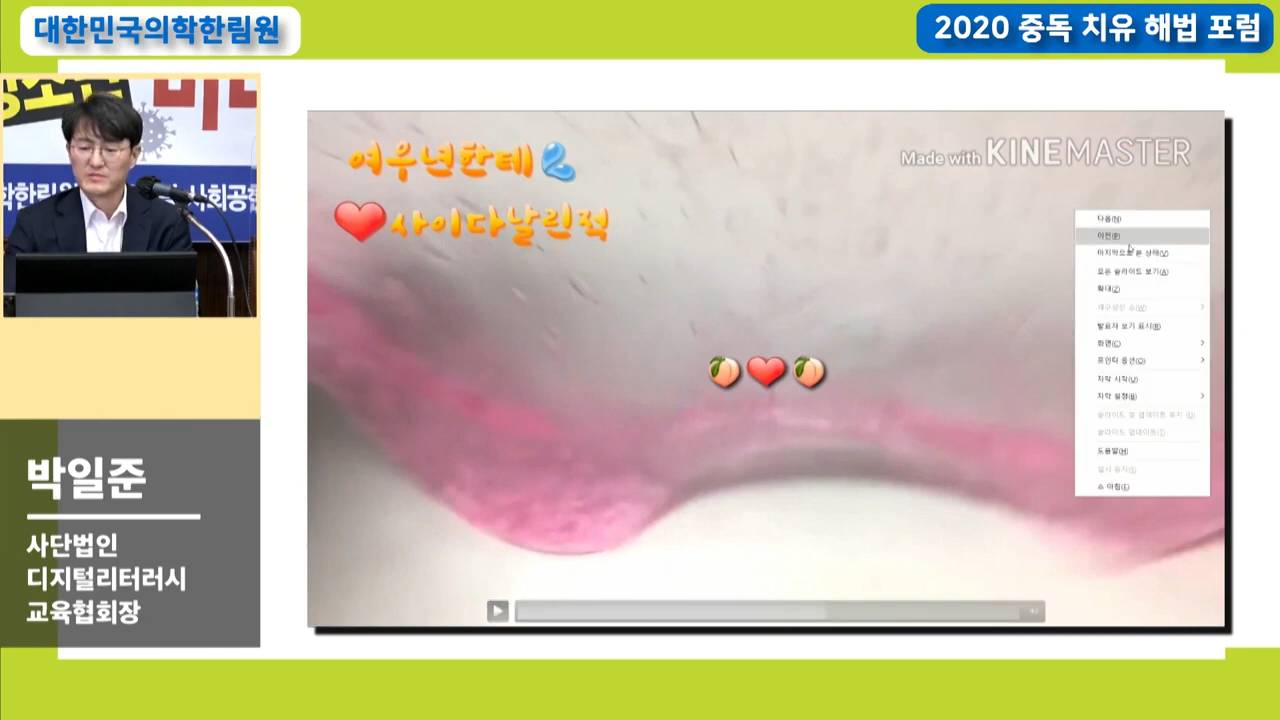 대한민국의학한림원
2020 중독 치유 해법 포럼
여우년한테
사이다날린적
Made with KINEMASTER
다음(N)
이전(P)
마지막으로 본 상태(V)
모든 슬라이드 보기(A)
확대(Z)
발표자 보기 표시(R)
화면(C)
포인터 옵션(O)
자막 시작(U)
자막 설정(B)
도움말(H)
쇼 마침(E)
사회공헌
박일준
사단법인
디지털리터러시
교육협회장